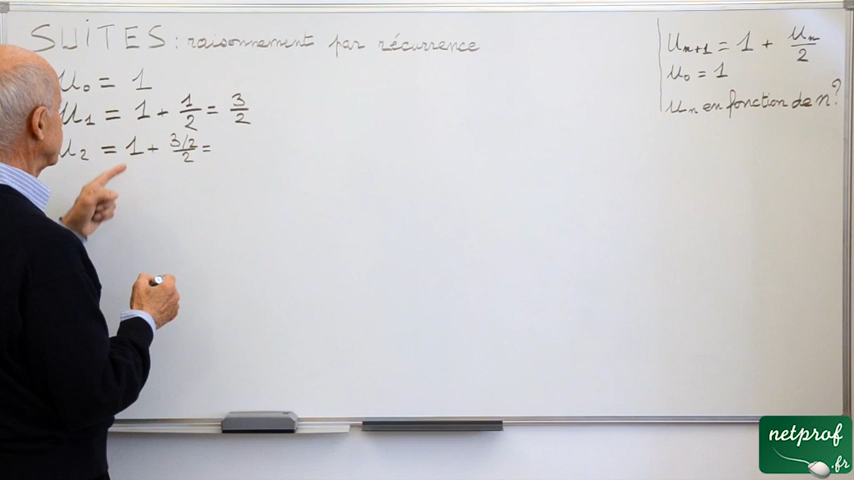 SUITES : raisonnement par récurrence
u₀ = 1
u₁ = 1 + 1/2 = 3/2
u₂ = 1 + (3/2)/2 =
uₙ₊₁ = 1 + uₙ/2
u₀ = 1
uₙ en fonction de n ?
netprof
.fr